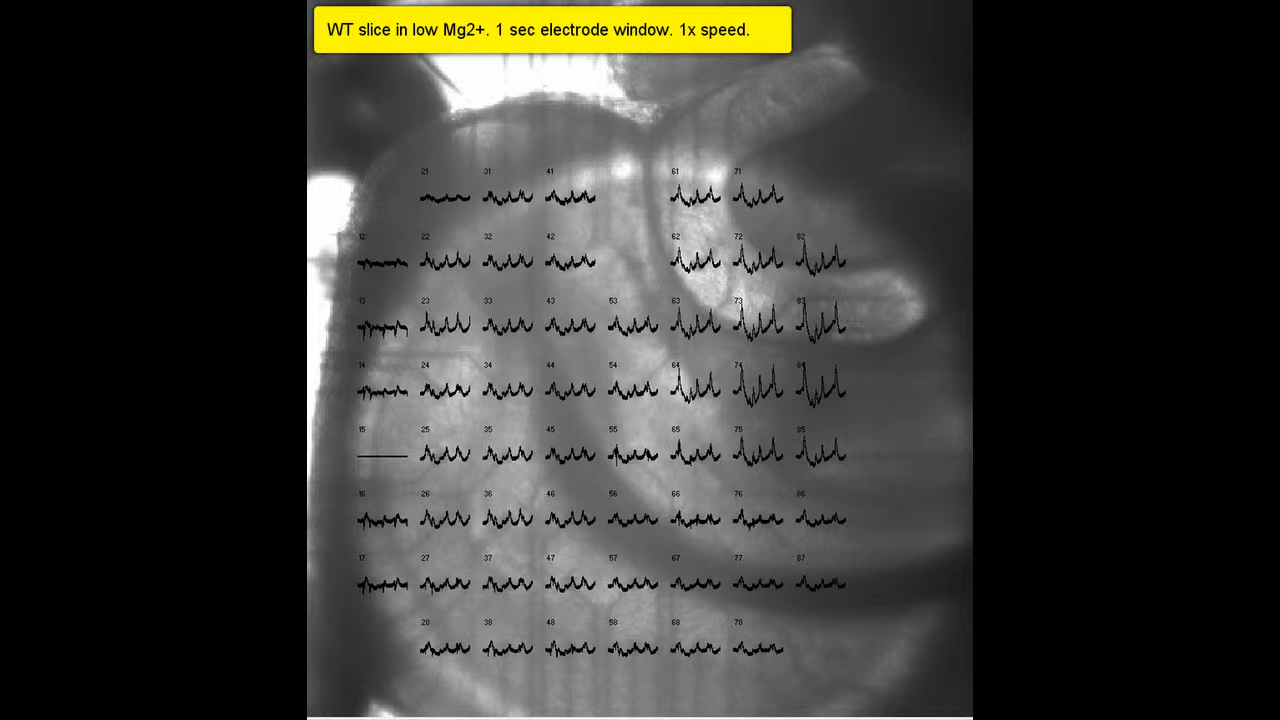 WT slice in low Mg2+. 1 sec electrode window. 1x speed.
21 31 41 61 71
12 22 32 42 62 72 82
13 23 33 43 53 63 73 83
14 24 34 44 54 64 74 84
15 25 35 45 55 65 75 85
16 26 36 46 56 66 76 86
17 27 37 47 57 67 77 87
28 38 48 58 68 78